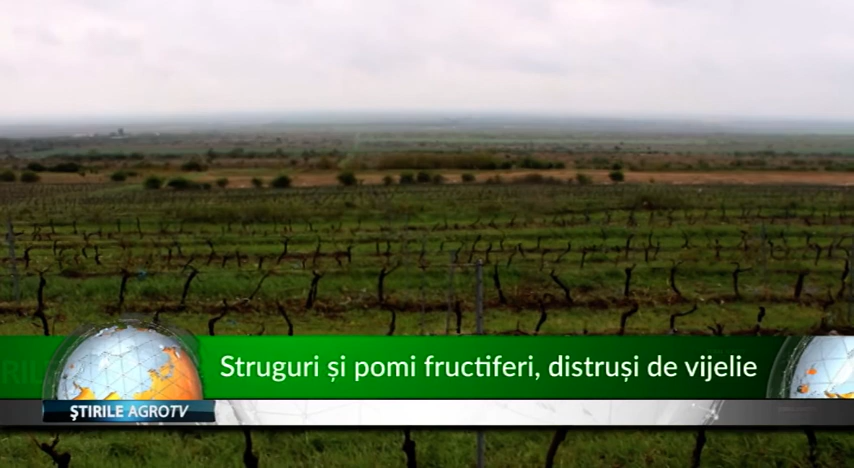 Struguri și pomi fructiferi, distruși de vijelie
ȘTIRILE AGROTV